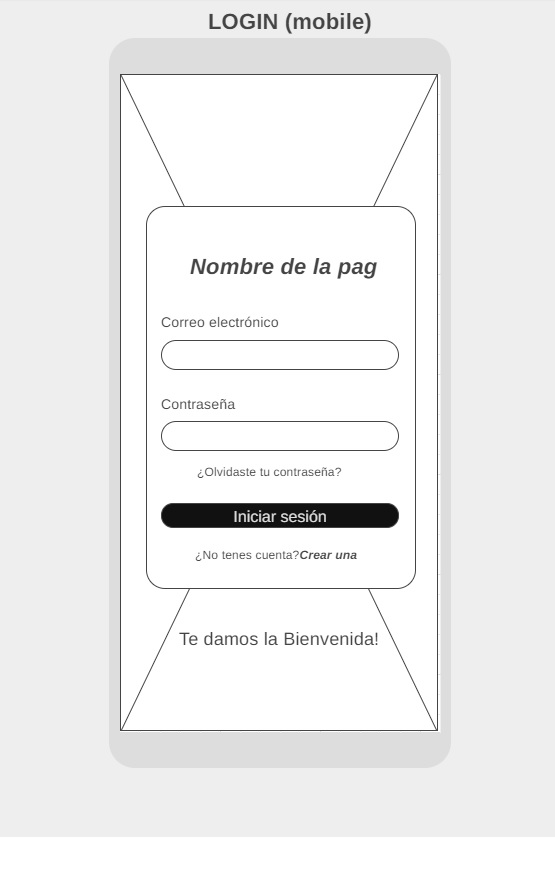 LOGIN (mobile)
Nombre de la pag
Correo electrónico
Contraseña
¿Olvidaste tu contraseña?
Iniciar sesión
¿No tenes cuenta?Crear una
Te damos la Bienvenida!